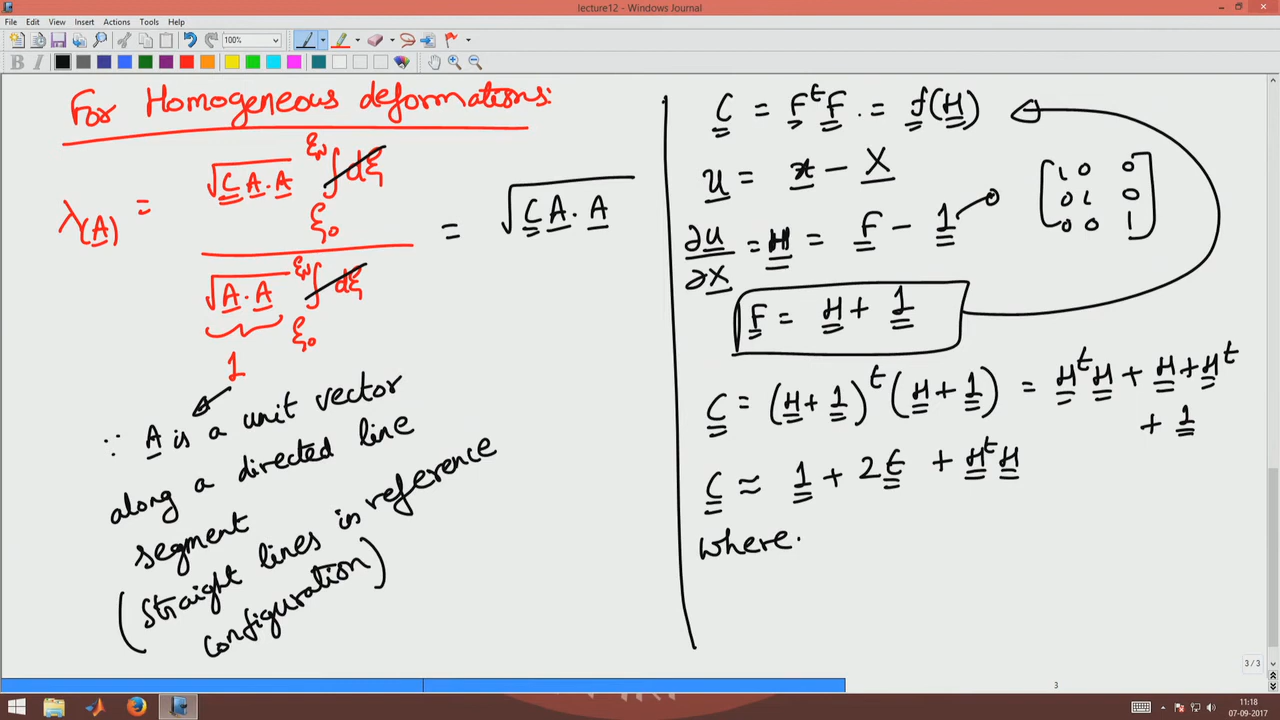 lecture12 - Windows Journal
File Edit View Insert Actions Tools Help
100%
B I
For Homogeneous deformations:
λ(A) = √C A·A ∫ξ₀^ξN dξ / √A·A ∫ξ₀^ξN dξ = √C A·A
1
∵ A is a unit vector
along a directed line
segment
(straight lines in reference
configuration)
C = FᵗF. = f(H)
u = x − X
∂u/∂X = H = F − 1
[1 0 0
0 1 0
0 0 1]
F = H + 1
C = (H + 1)ᵗ(H + 1) = HᵗH + H + Hᵗ
+ 1
C ≈ 1 + 2ϵ + HᵗH
where.
3/3
3
11:18
07-09-2017